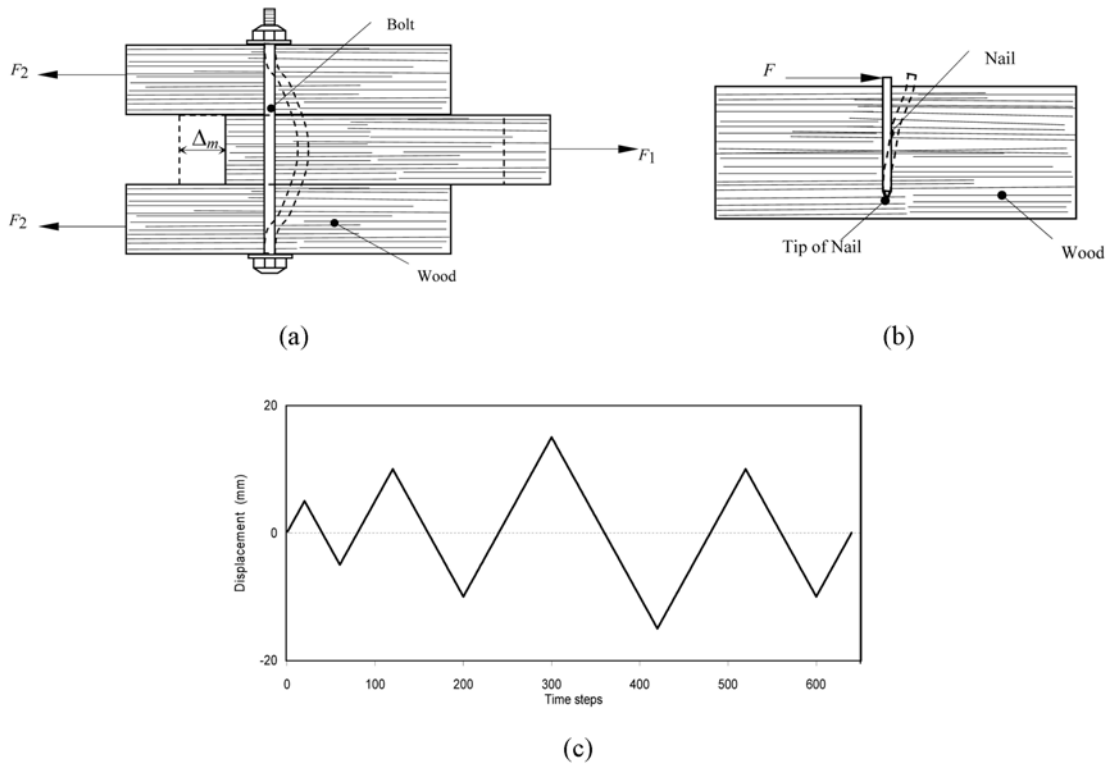 Bolt
F2
Δm
F1
F2
Wood
(a)
F
Nail
Tip of Nail
Wood
(b)
20
0
-20
Displacement (mm)
0 100 200 300 400 500 600
Time steps
(c)